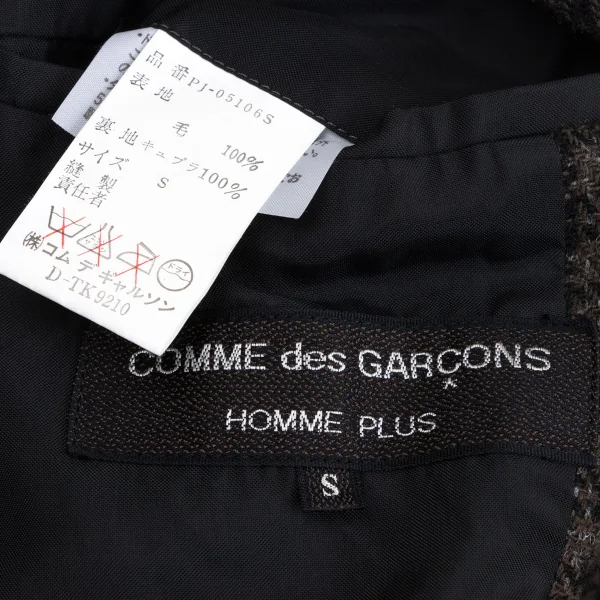 品番 PJ-05106S
表地
毛 100%
裏地 キュプラ100%
サイズ S
縫製
責任者
ドライ
(株)コム デ ギャルソン
D-TK9210
COMME des GARÇONS
HOMME PLUS
S